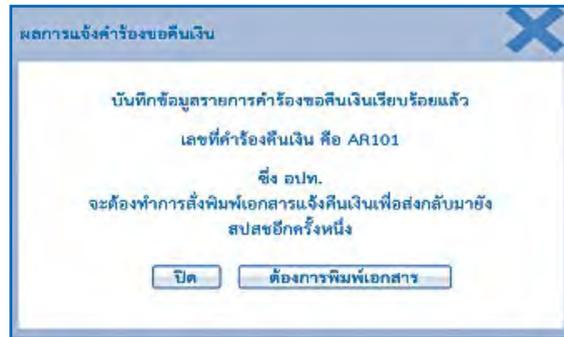 ผลการแจ้งคำร้องขอคืนเงิน
บันทึกข้อมูลรายการคำร้องขอคืนเงินเรียบร้อยแล้ว
เลขที่คำร้องคืนเงิน คือ AR101
ซึ่ง อปท.
จะต้องทำการสั่งพิมพ์เอกสารแจ้งคืนเงินเพื่อส่งกลับมายัง
สปสชอีกครั้งหนึ่ง
ปิด ต้องการพิมพ์เอกสาร